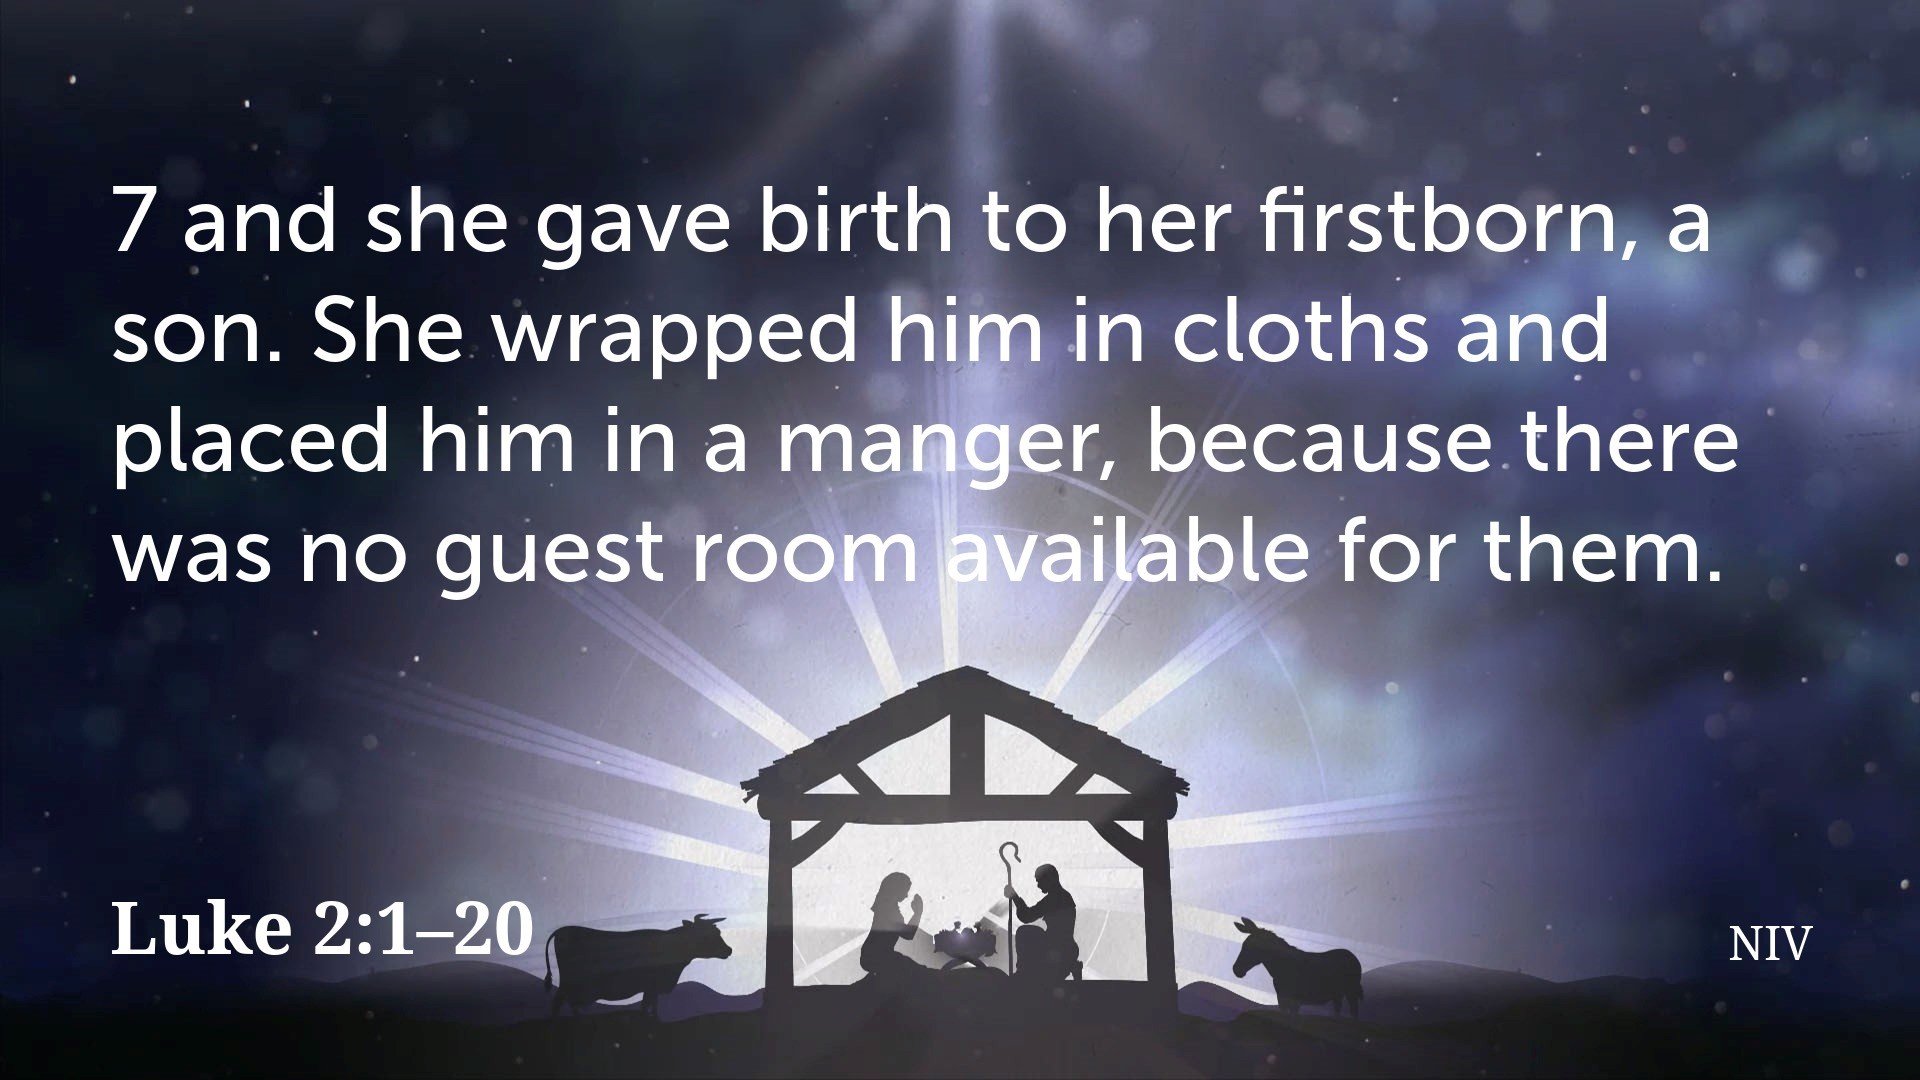 7 and she gave birth to her firstborn, a
son. She wrapped him in cloths and
placed him in a manger, because there
was no guest room available for them.
Luke 2:1–20
NIV